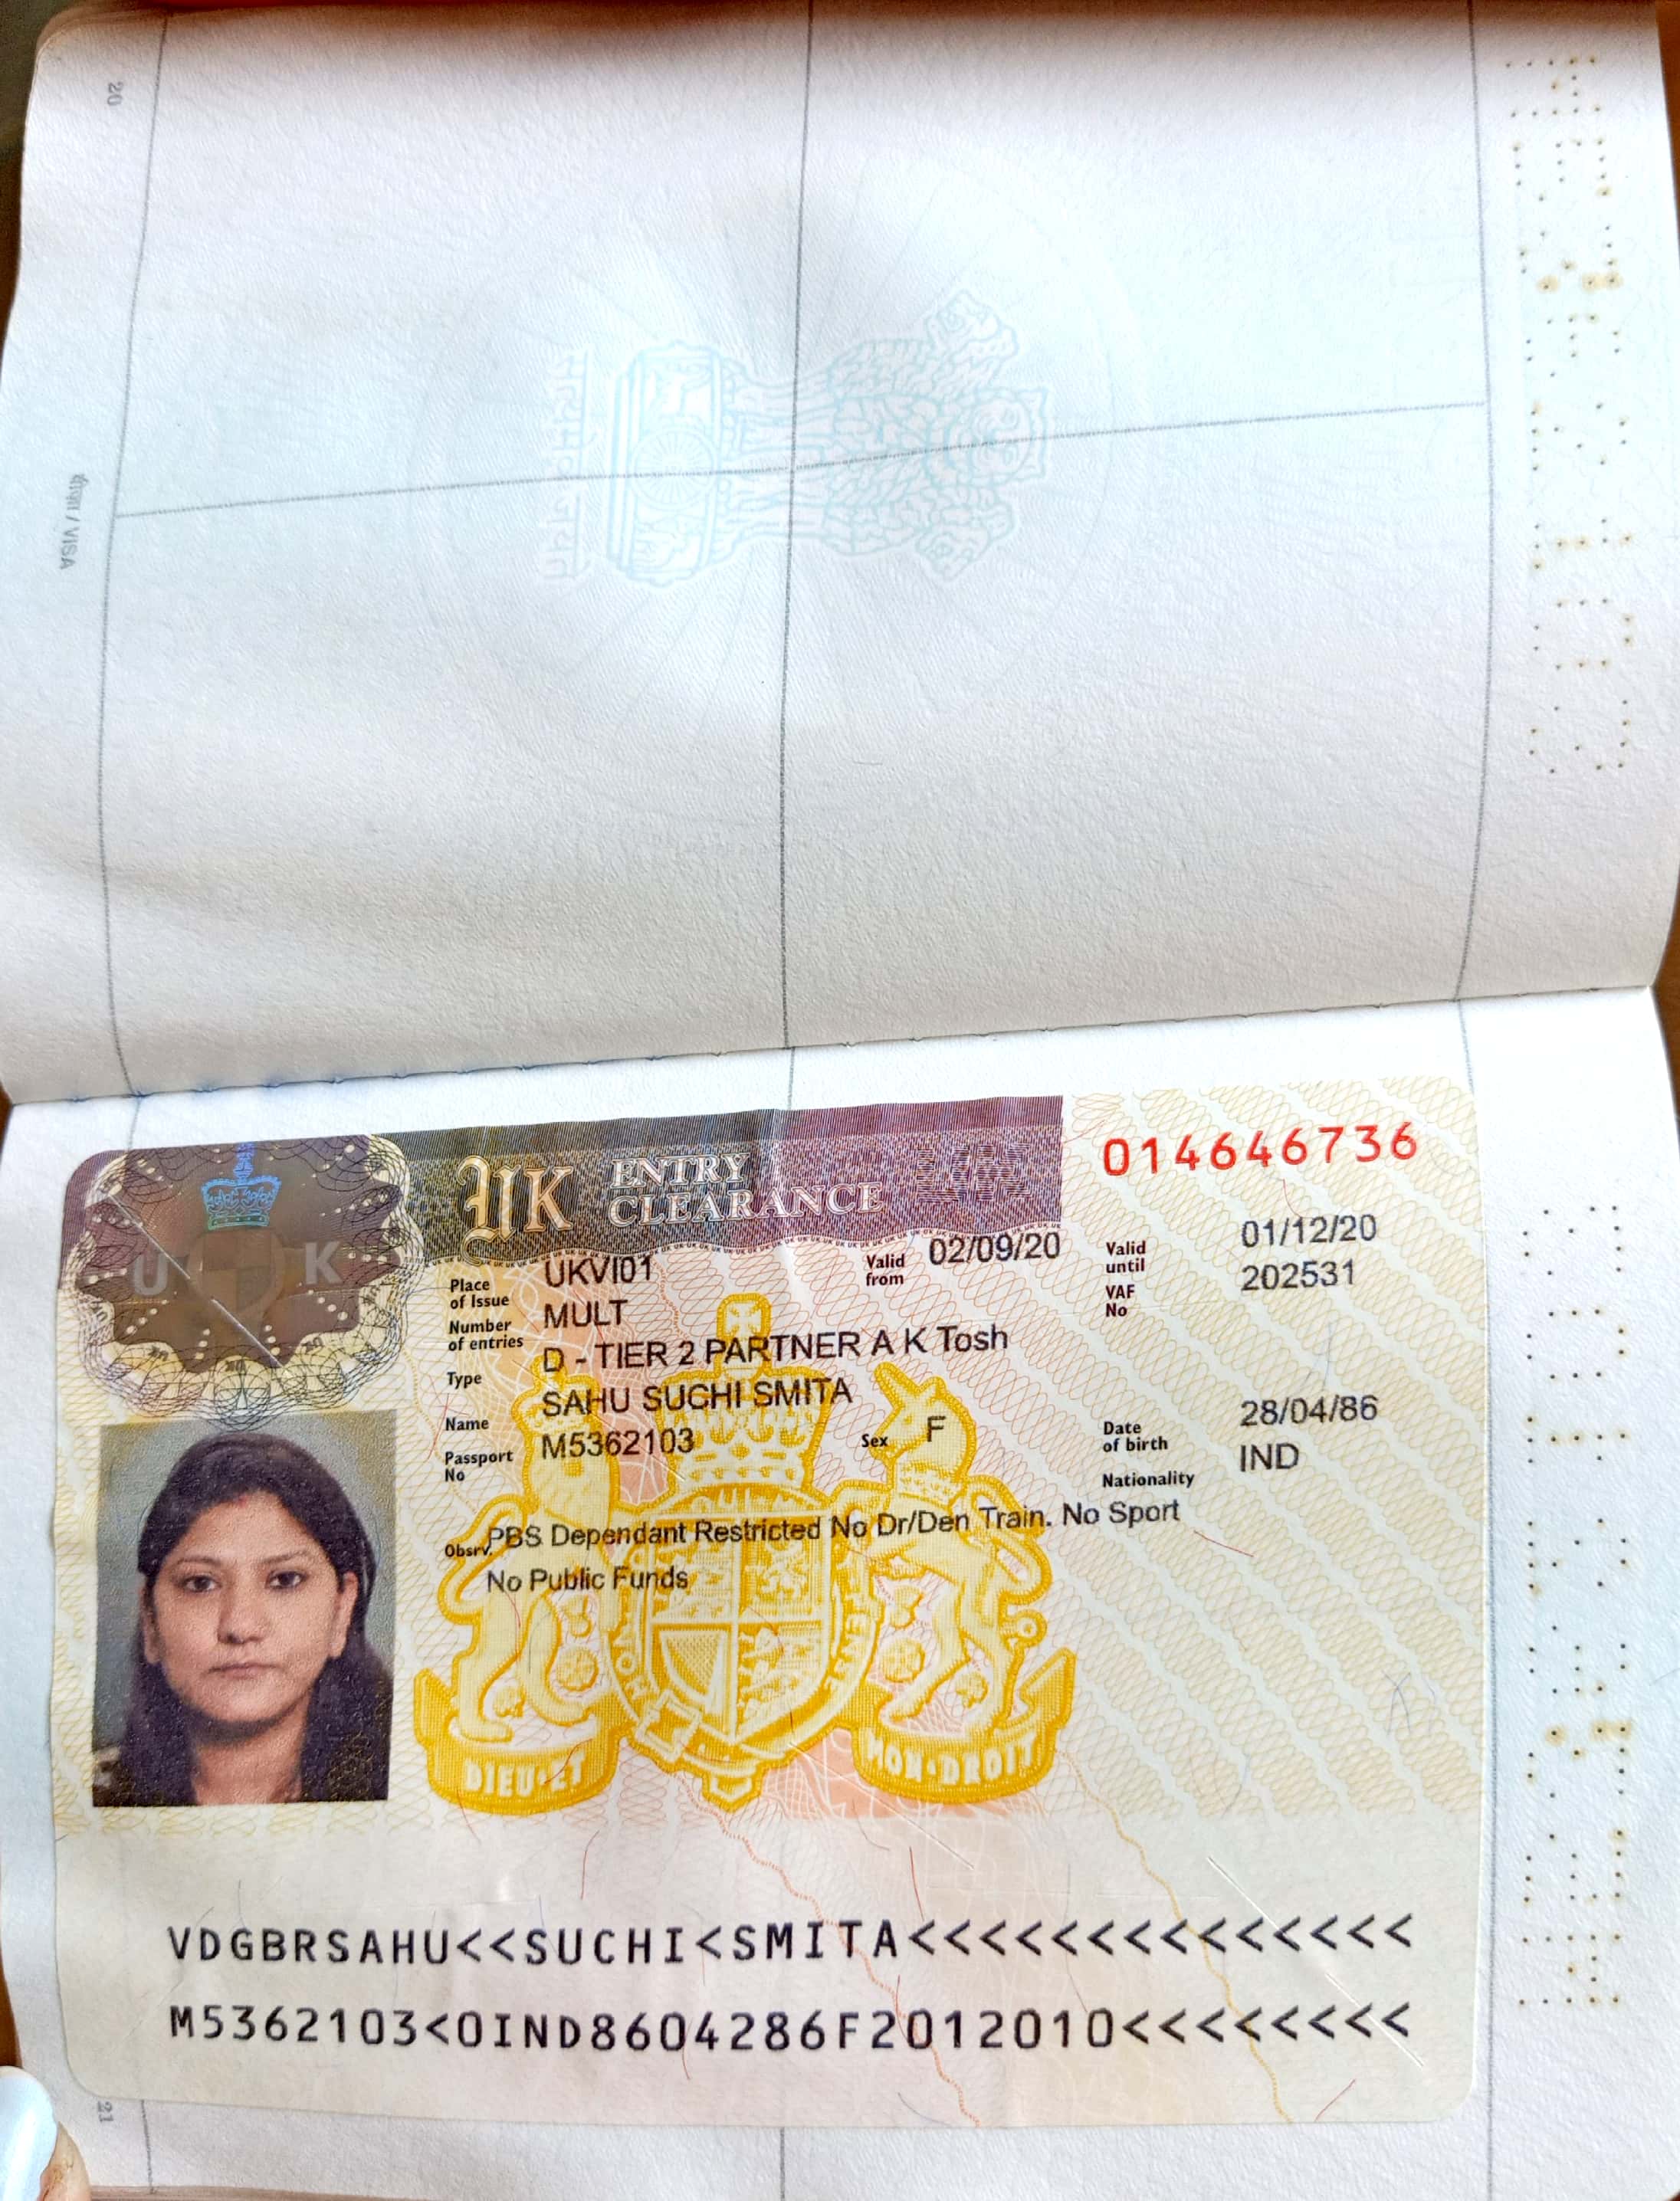 20
वीज़ा / VISA
सत्यमेव जयते
014646736
UK ENTRY CLEARANCE
U K
Place of Issue UKVI01 Valid from 02/09/20 Valid until 01/12/20
Number of entries MULT VAF No 202531
Type D - TIER 2 PARTNER A K Tosh
Name SAHU SUCHI SMITA
Passport No M5362103 Sex F Date of birth 28/04/86
Nationality IND
Obsrv. PBS Dependant Restricted No Dr/Den Train. No Sport
No Public Funds
DIEU·ET MON·DROIT
VDGBRSAHU<<SUCHI<SMITA<<<<<<<<<<<<<<
M5362103<0IND8604286F2012010<<<<<<<<
21